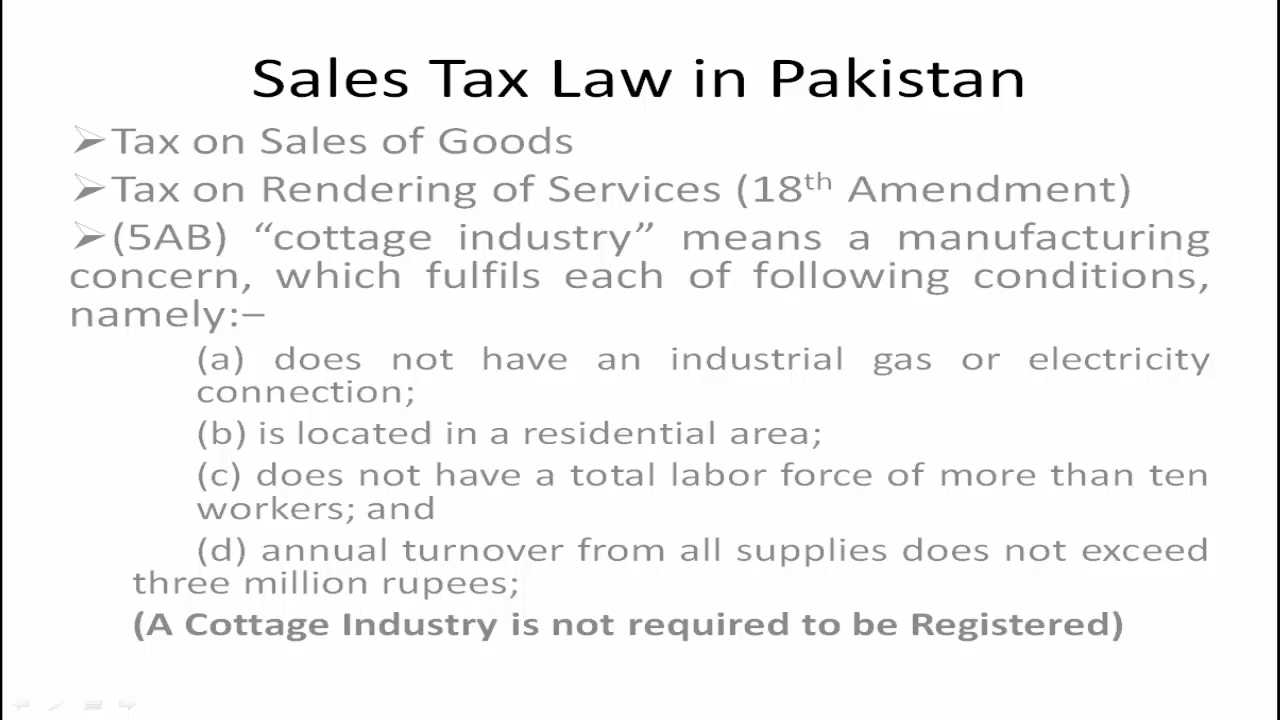 Sales Tax Law in Pakistan
➢Tax on Sales of Goods
➢Tax on Rendering of Services (18th Amendment)
➢(5AB) “cottage industry” means a manufacturing
concern, which fulfils each of following conditions,
namely:–
(a) does not have an industrial gas or electricity
connection;
(b) is located in a residential area;
(c) does not have a total labor force of more than ten
workers; and
(d) annual turnover from all supplies does not exceed
three million rupees;
(A Cottage Industry is not required to be Registered)